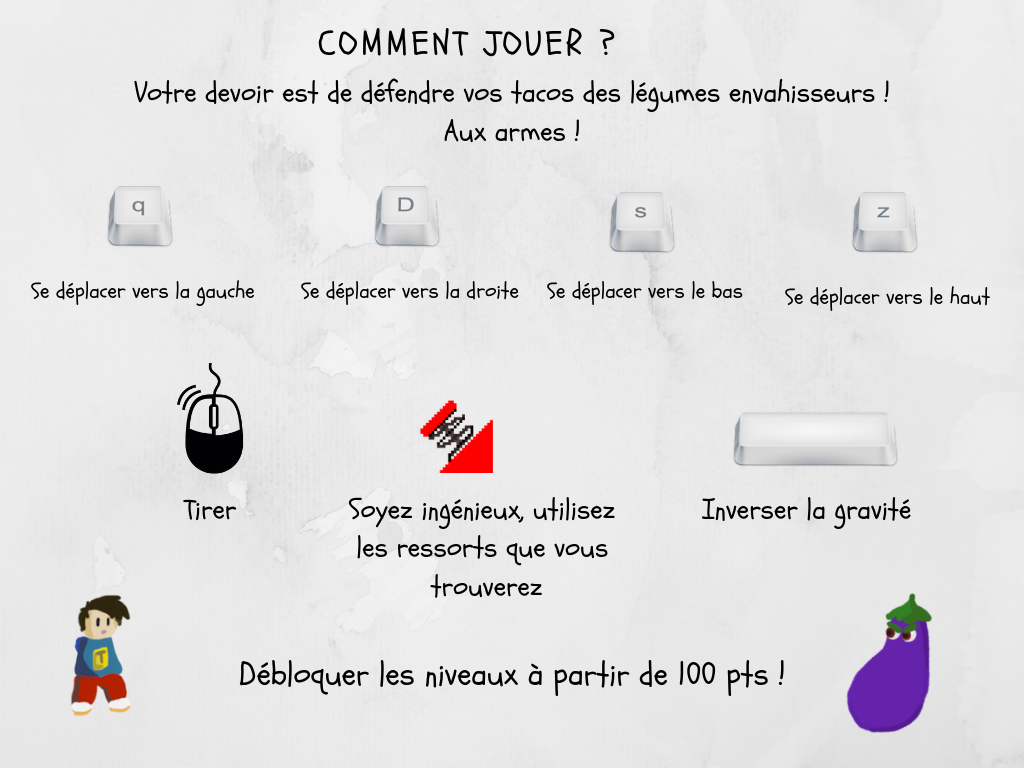 COMMENT JOUER ?
Votre devoir est de défendre vos tacos des légumes envahisseurs !
Aux armes !
q
D
s
z
Se déplacer vers la gauche
Se déplacer vers la droite
Se déplacer vers le bas
Se déplacer vers le haut
Tirer
Soyez ingénieux, utilisez
les ressorts que vous
trouverez
Inverser la gravité
T
Débloquer les niveaux à partir de 100 pts !